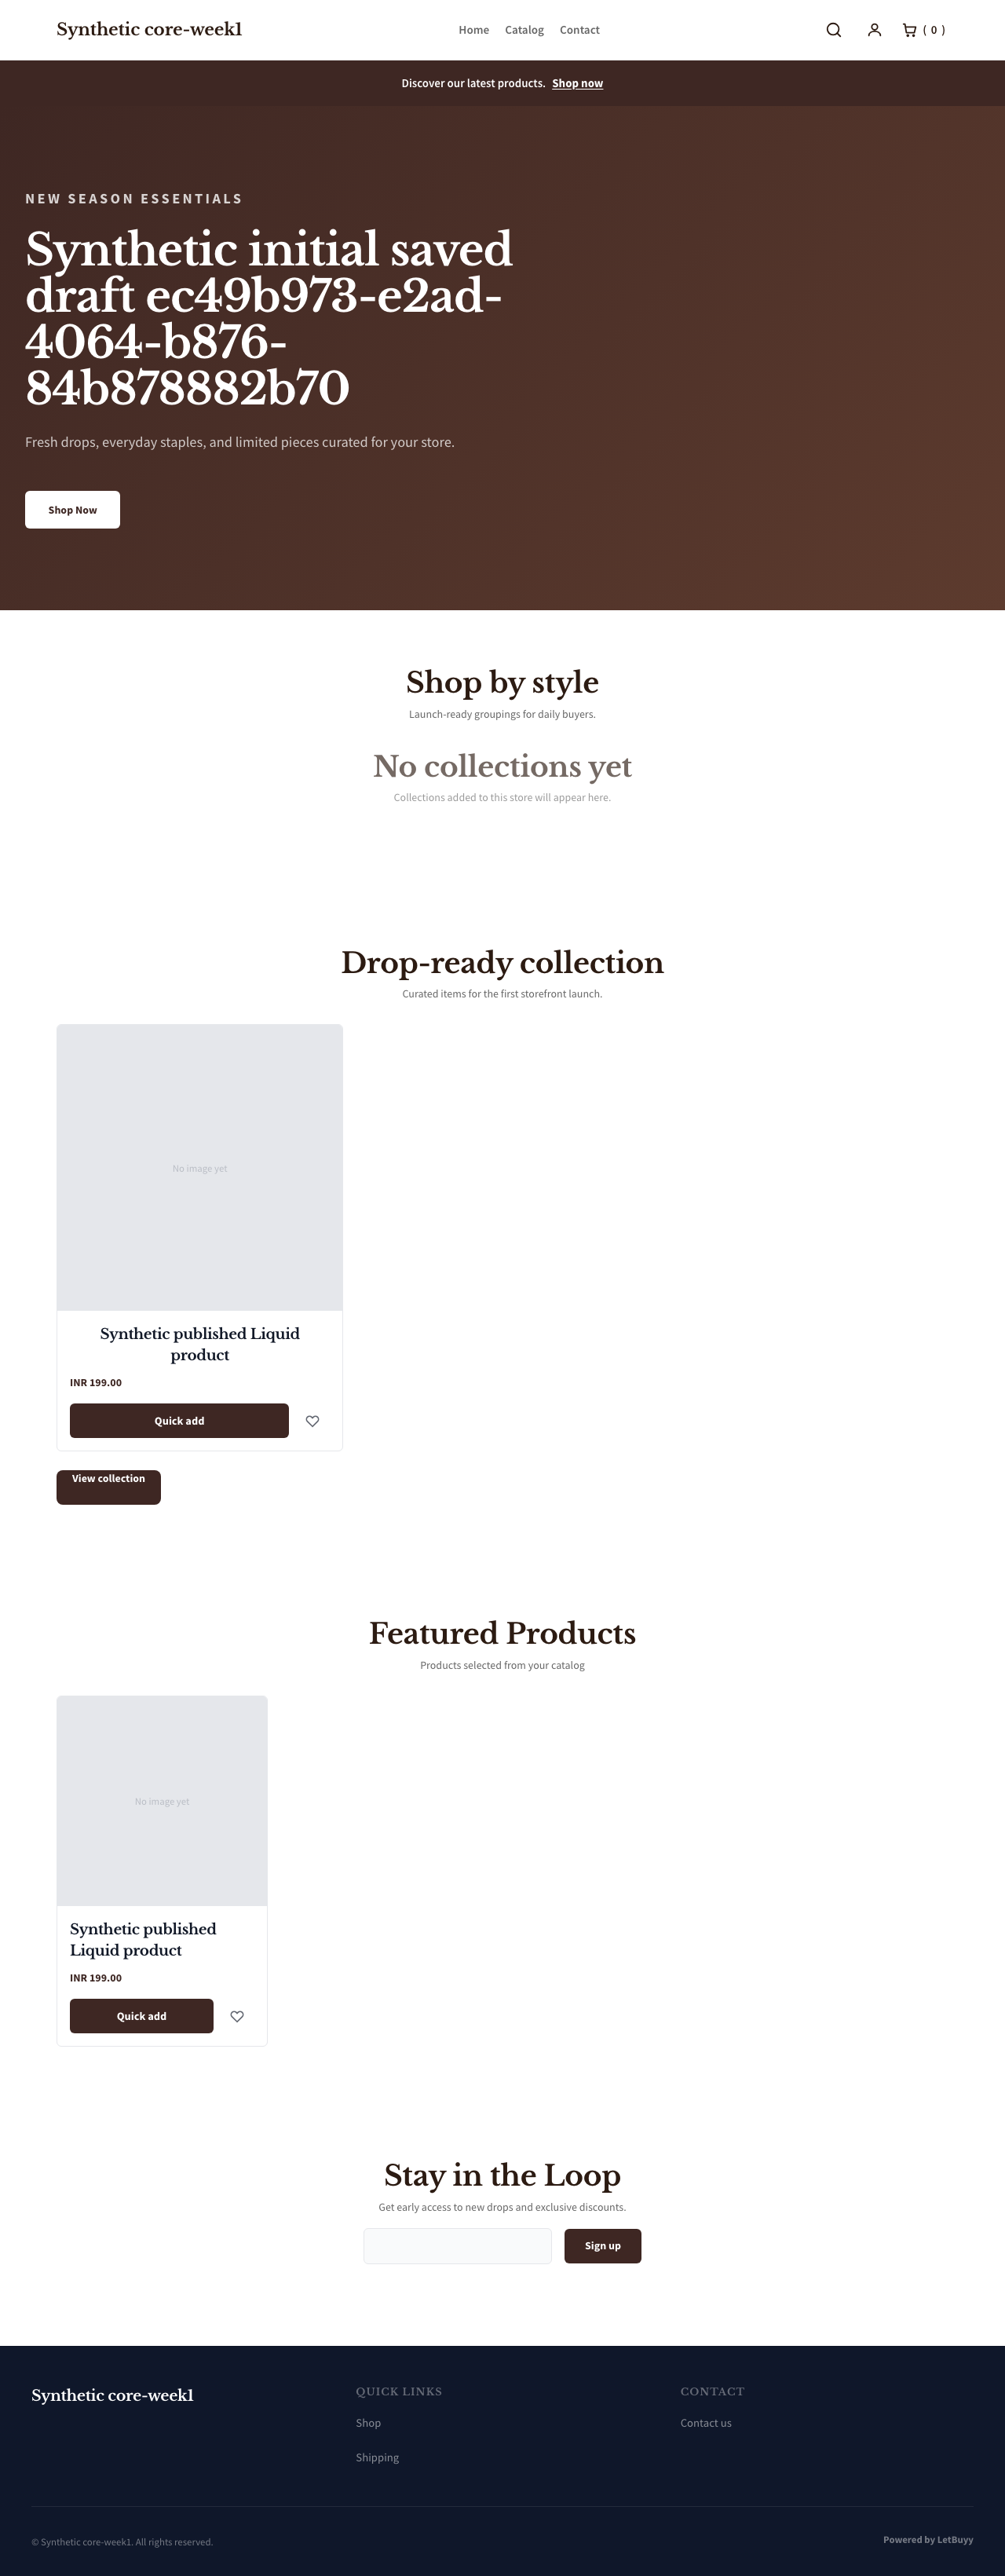 Synthetic core-week1
Home Catalog Contact
( 0 )
Discover our latest products. Shop now
NEW SEASON ESSENTIALS
Synthetic initial saved
draft ec49b973-e2ad-
4064-b876-
84b878882b70
Fresh drops, everyday staples, and limited pieces curated for your store.
Shop Now
Shop by style
Launch-ready groupings for daily buyers.
No collections yet
Collections added to this store will appear here.
Drop-ready collection
Curated items for the first storefront launch.
No image yet
Synthetic published Liquid
product
INR 199.00
Quick add
View collection
Featured Products
Products selected from your catalog
No image yet
Synthetic published
Liquid product
INR 199.00
Quick add
Stay in the Loop
Get early access to new drops and exclusive discounts.
Sign up
Synthetic core-week1
QUICK LINKS
Shop
Shipping
CONTACT
Contact us
© Synthetic core-week1. All rights reserved.
Powered by LetBuyy